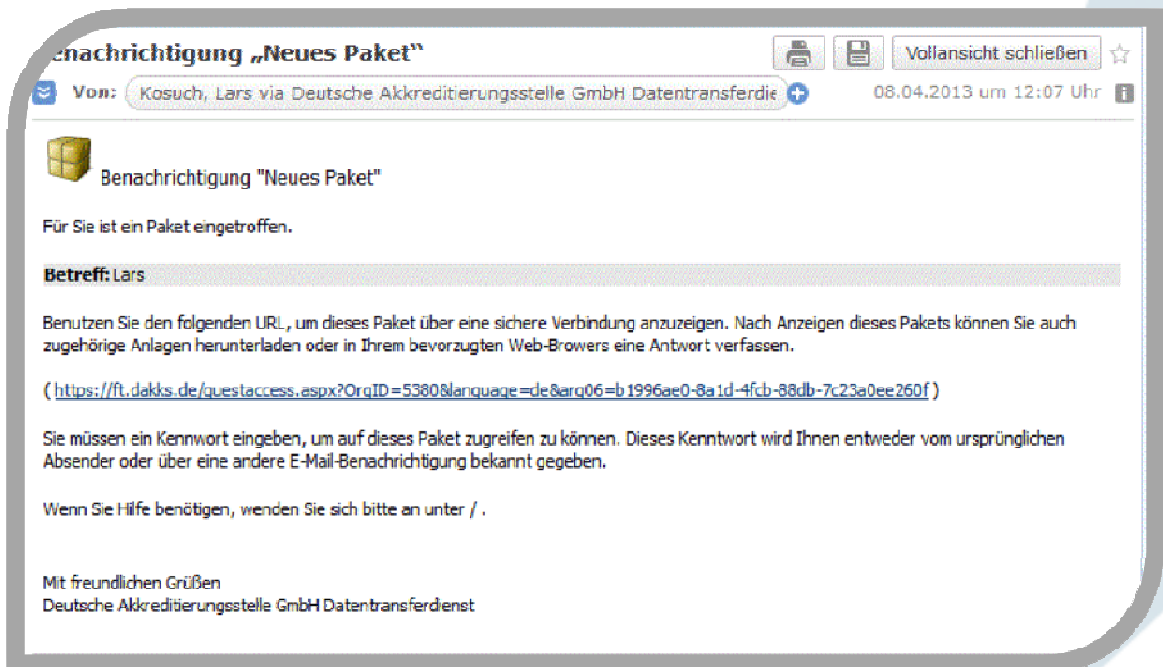 enachrichtigung „Neues Paket“
Vollansicht schließen
Von: Kosuch, Lars via Deutsche Akkreditierungsstelle GmbH Datentransferdie
08.04.2013 um 12:07 Uhr
Benachrichtigung "Neues Paket"
Für Sie ist ein Paket eingetroffen.
Betreff: Lars
Benutzen Sie den folgenden URL, um dieses Paket über eine sichere Verbindung anzuzeigen. Nach Anzeigen dieses Pakets können Sie auch
zugehörige Anlagen herunterladen oder in Ihrem bevorzugten Web-Browers eine Antwort verfassen.
( https://ft.dakks.de/guestaccess.aspx?OrgID=5380&language=de&arg06=b1996ae0-8a1d-4fcb-88db-7c23a0ee260f )
Sie müssen ein Kennwort eingeben, um auf dieses Paket zugreifen zu können. Dieses Kenntwort wird Ihnen entweder vom ursprünglichen
Absender oder über eine andere E-Mail-Benachrichtigung bekannt gegeben.
Wenn Sie Hilfe benötigen, wenden Sie sich bitte an unter / .
Mit freundlichen Grüßen
Deutsche Akkreditierungsstelle GmbH Datentransferdienst